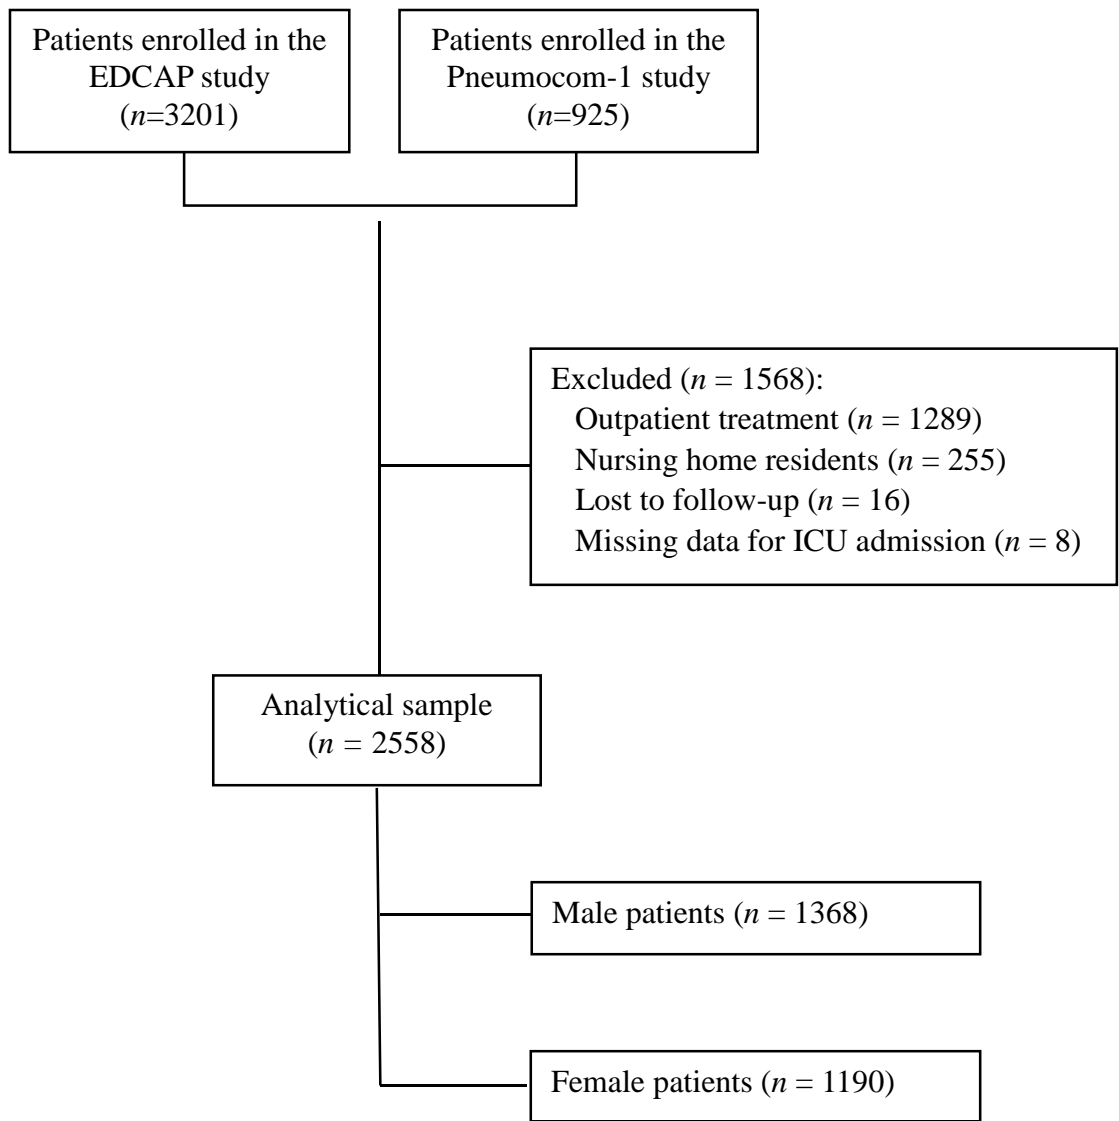 Patients enrolled in the
EDCAP study
(n=3201)
Patients enrolled in the
Pneumocom-1 study
(n=925)
Excluded (n = 1568):
Outpatient treatment (n = 1289)
Nursing home residents (n = 255)
Lost to follow-up (n = 16)
Missing data for ICU admission (n = 8)
Analytical sample
(n = 2558)
Male patients (n = 1368)
Female patients (n = 1190)